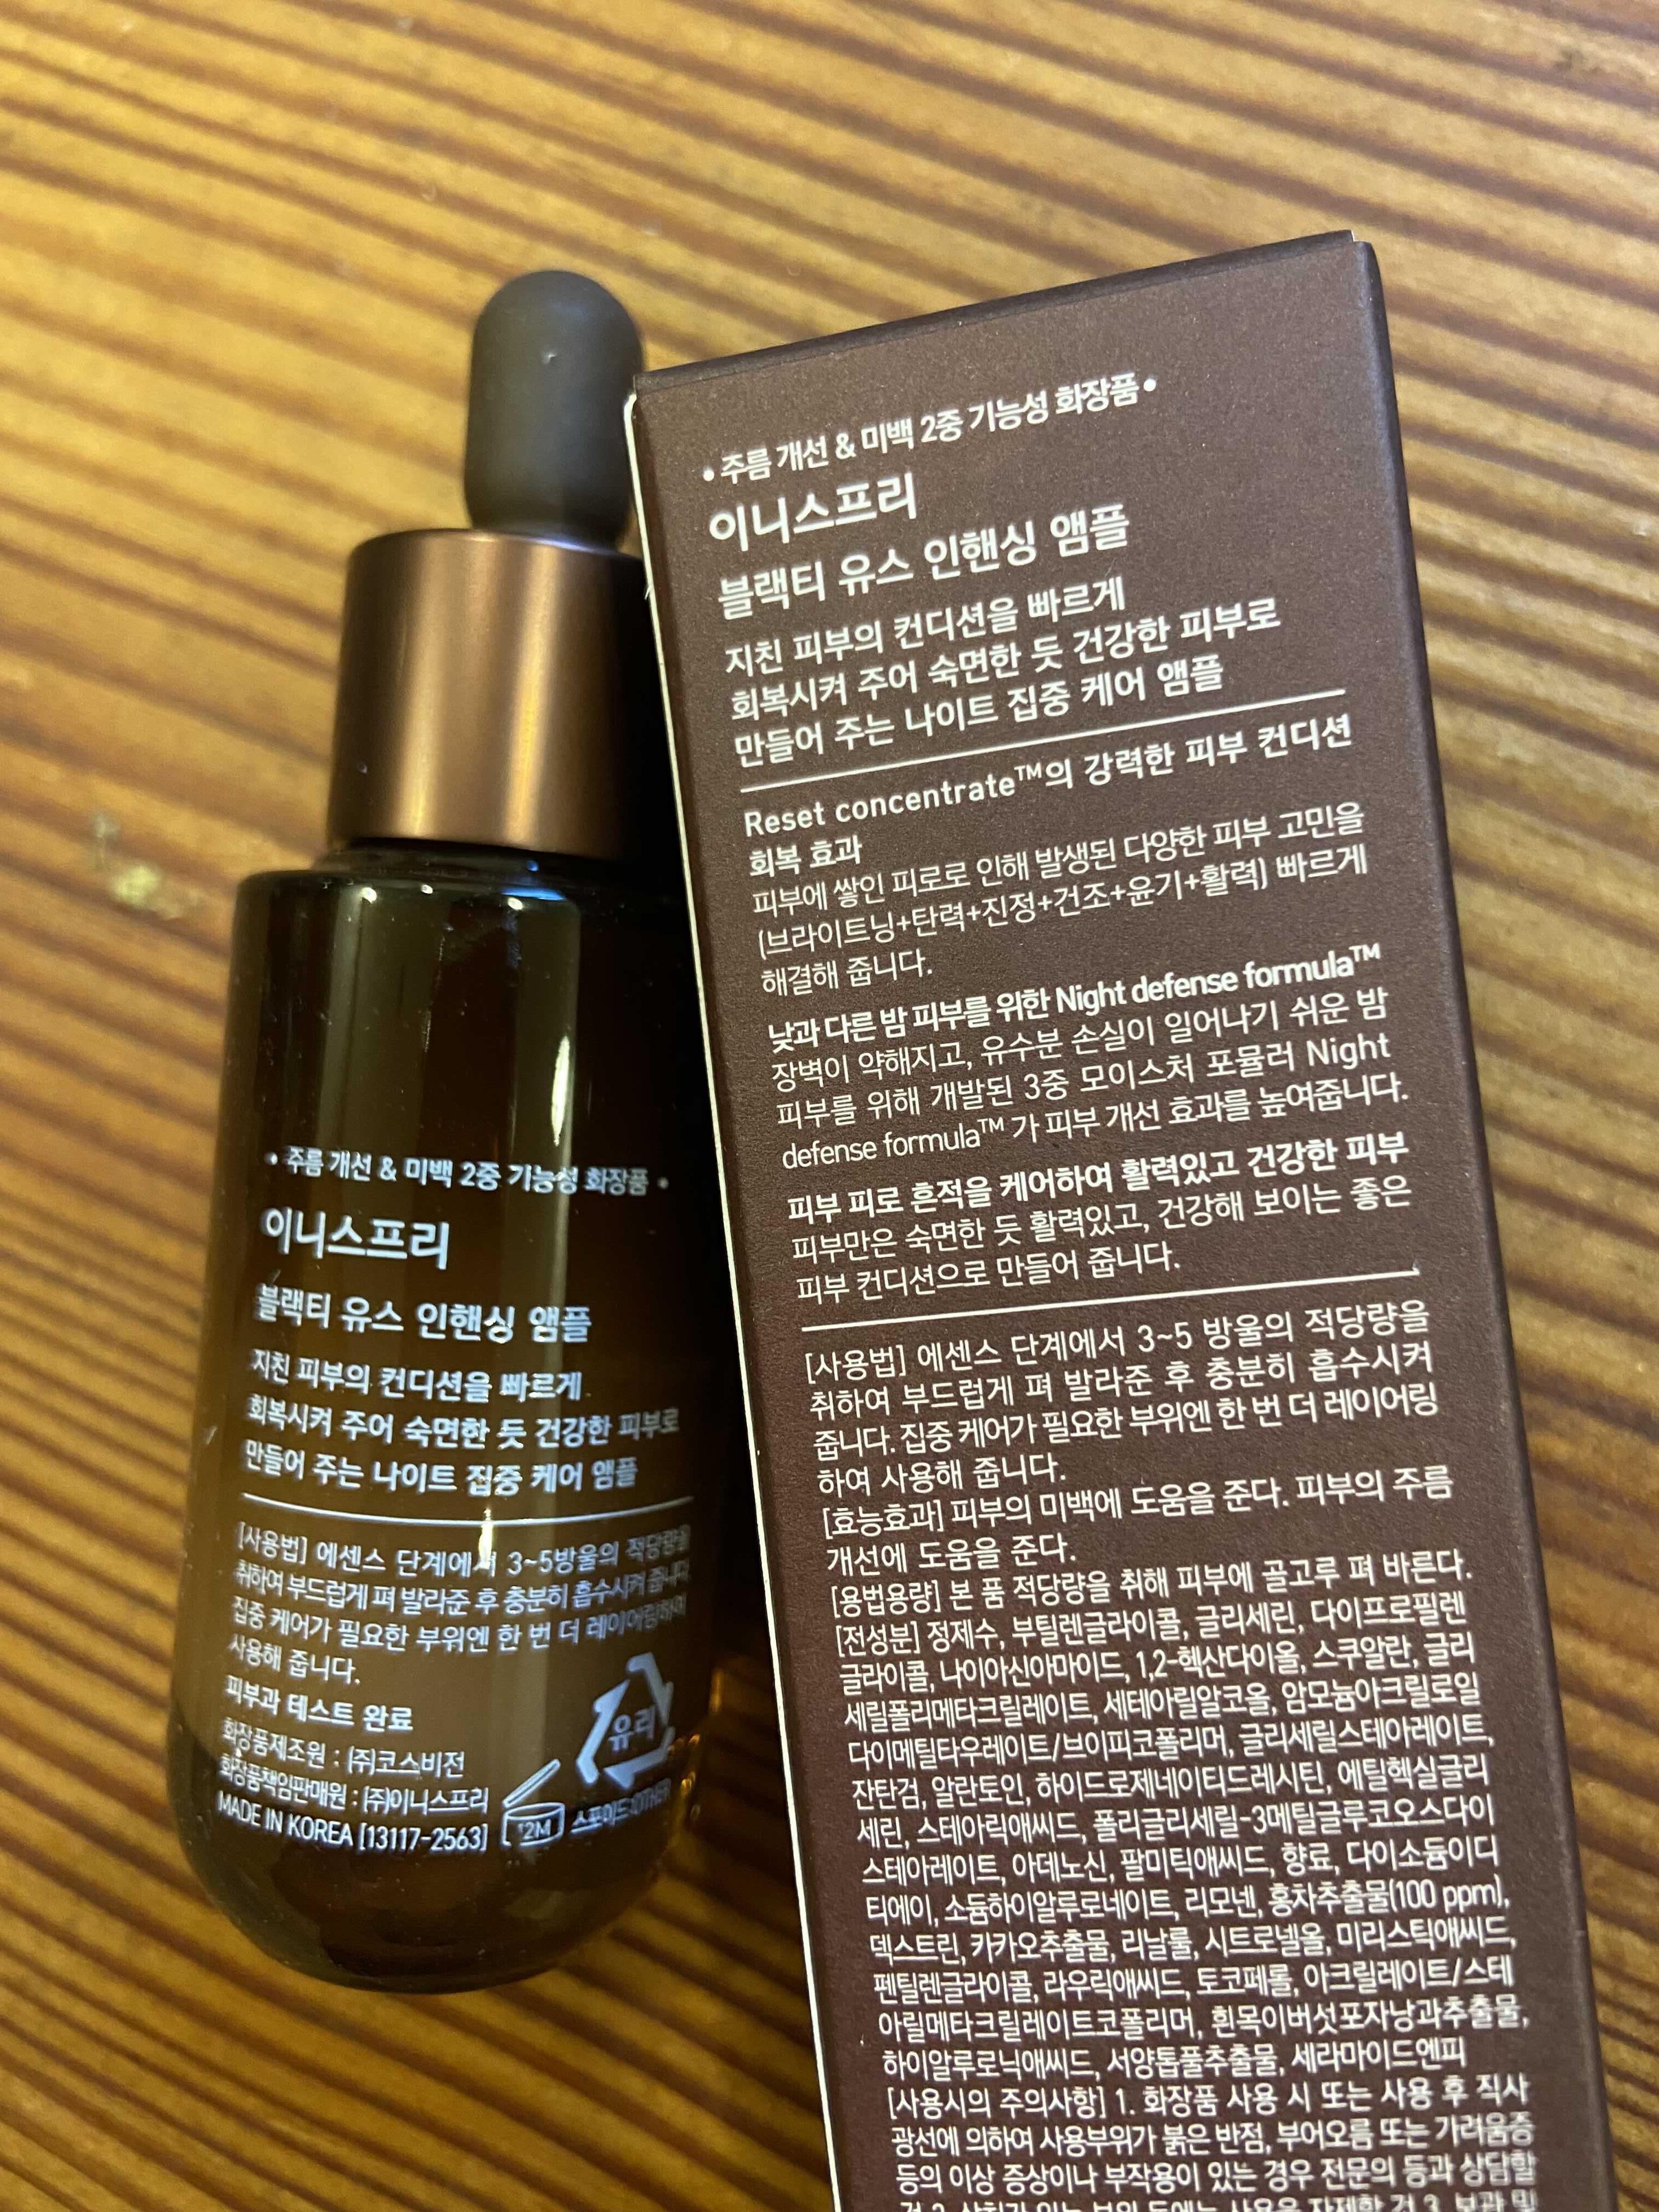 • 주름 개선 & 미백 2중 기능성 화장품 •
이니스프리
블랙티 유스 인핸싱 앰플
지친 피부의 컨디션을 빠르게
회복시켜 주어 숙면한 듯 건강한 피부로
만들어 주는 나이트 집중 케어 앰플
[사용법] 에센스 단계에서 3~5방울의 적당량을
취하여 부드럽게 펴 발라준 후 충분히 흡수시켜 줍니다.
집중 케어가 필요한 부위엔 한 번 더 레이어링하여
사용해 줍니다.
피부과 테스트 완료
화장품제조원 : (주)코스비전
화장품책임판매원 : (주)이니스프리
MADE IN KOREA [13117-2563]
12M
유리
스포이드:OTHER
• 주름 개선 & 미백 2중 기능성 화장품 •
이니스프리
블랙티 유스 인핸싱 앰플
지친 피부의 컨디션을 빠르게
회복시켜 주어 숙면한 듯 건강한 피부로
만들어 주는 나이트 집중 케어 앰플
Reset concentrate™의 강력한 피부 컨디션
회복 효과
피부에 쌓인 피로로 인해 발생된 다양한 피부 고민을
(브라이트닝+탄력+진정+건조+윤기+활력) 빠르게
해결해 줍니다.
낮과 다른 밤 피부를 위한 Night defense formula™
장벽이 약해지고, 유수분 손실이 일어나기 쉬운 밤
피부를 위해 개발된 3중 모이스처 포뮬러 Night
defense formula™ 가 피부 개선 효과를 높여줍니다.
피부 피로 흔적을 케어하여 활력있고 건강한 피부
피부만은 숙면한 듯 활력있고, 건강해 보이는 좋은
피부 컨디션으로 만들어 줍니다.
[사용법] 에센스 단계에서 3~5 방울의 적당량을
취하여 부드럽게 펴 발라준 후 충분히 흡수시켜
줍니다. 집중 케어가 필요한 부위엔 한 번 더 레이어링
하여 사용해 줍니다.
[효능효과] 피부의 미백에 도움을 준다. 피부의 주름
개선에 도움을 준다.
[용법용량] 본 품 적당량을 취해 피부에 골고루 펴 바른다.
[전성분] 정제수, 부틸렌글라이콜, 글리세린, 다이프로필렌
글라이콜, 나이아신아마이드, 1,2-헥산다이올, 스쿠알란, 글리
세릴폴리메타크릴레이트, 세테아릴알코올, 암모늄아크릴로일
다이메틸타우레이트/브이피코폴리머, 글리세릴스테아레이트,
잔탄검, 알란토인, 하이드로제네이티드레시틴, 에틸헥실글리
세린, 스테아릭애씨드, 폴리글리세릴-3메틸글루코오스다이
스테아레이트, 아데노신, 팔미틱애씨드, 향료, 다이소듐이디
티에이, 소듐하이알루로네이트, 리모넨, 홍차추출물(100 ppm),
덱스트린, 카카오추출물, 리날룰, 시트로넬올, 미리스틱애씨드,
펜틸렌글라이콜, 라우릭애씨드, 토코페롤, 아크릴레이트/스테
아릴메타크릴레이트코폴리머, 흰목이버섯포자낭과추출물,
하이알루로닉애씨드, 서양톱풀추출물, 세라마이드엔피
[사용시의 주의사항] 1. 화장품 사용 시 또는 사용 후 직사
광선에 의하여 사용부위가 붉은 반점, 부어오름 또는 가려움증
등의 이상 증상이나 부작용이 있는 경우 전문의 등과 상담할
것 2. 상처가 있는 부위 등에는 사용을 자제할 것 3. 보관 및